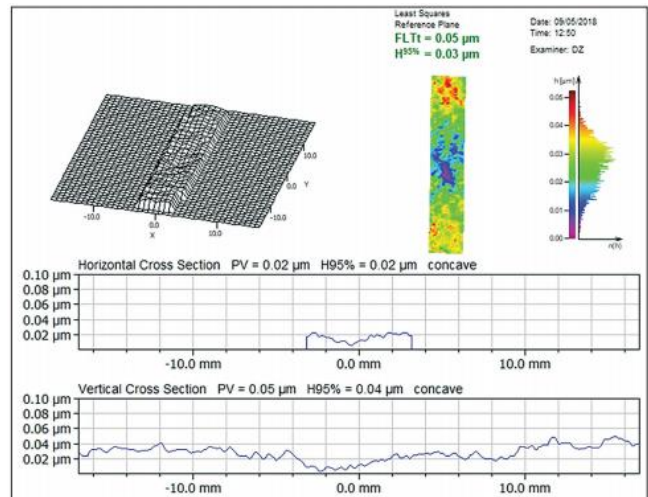 Least Squares
Reference Plane
FLTt = 0.05 µm
H95% = 0.03 µm
Date: 09/05/2018
Time: 12:50
Examiner: DZ
h[µm]
0.05
0.04
0.03
0.02
0.01
0.00
n(h)
-10.0
0.0
10.0
X
10.0
0.0
Y
-10.0
Horizontal Cross Section PV = 0.02 µm H95% = 0.02 µm concave
0.10 µm
0.08 µm
0.06 µm
0.04 µm
0.02 µm
-10.0 mm 0.0 mm 10.0 mm
Vertical Cross Section PV = 0.05 µm H95% = 0.04 µm concave
0.10 µm
0.08 µm
0.06 µm
0.04 µm
0.02 µm
-10.0 mm 0.0 mm 10.0 mm